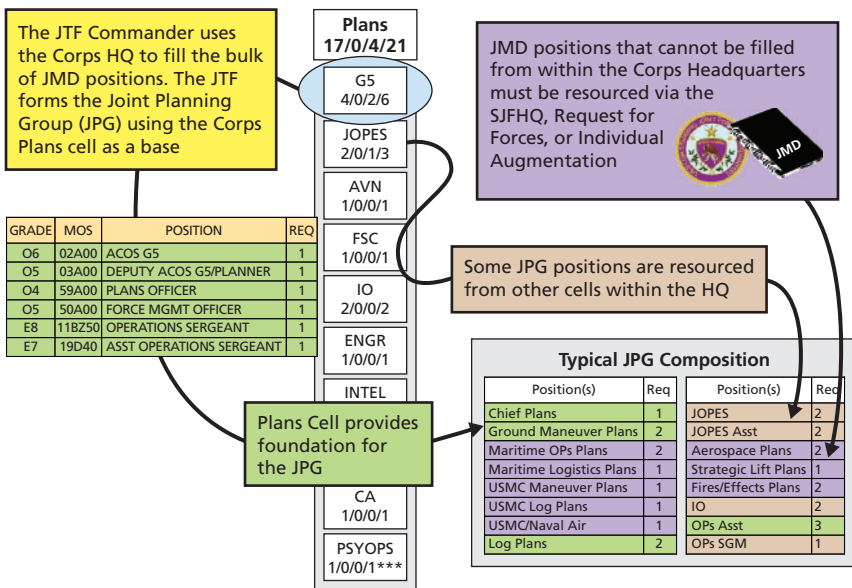 The JTF Commander uses
the Corps HQ to fill the bulk
of JMD positions. The JTF
forms the Joint Planning
Group (JPG) using the Corps
Plans cell as a base
Plans
17/0/4/21
G5
4/0/2/6
JOPES
2/0/1/3
AVN
1/0/0/1
FSC
1/0/0/1
IO
2/0/0/2
ENGR
1/0/0/1
INTEL
CA
1/0/0/1
PSYOPS
1/0/0/1***
JMD positions that cannot be filled
from within the Corps Headquarters
must be resourced via the
SJFHQ, Request for
Forces, or Individual
Augmentation
JMD
GRADE MOS POSITION REQ
O6 02A00 ACOS G5 1
O5 03A00 DEPUTY ACOS G5/PLANNER 1
O4 59A00 PLANS OFFICER 1
O5 50A00 FORCE MGMT OFFICER 1
E8 11BZ50 OPERATIONS SERGEANT 1
E7 19D40 ASST OPERATIONS SERGEANT 1
Some JPG positions are resourced
from other cells within the HQ
Plans Cell provides
foundation for
the JPG
Typical JPG Composition
Position(s) Req Position(s) Req
Chief Plans 1 JOPES 2
Ground Maneuver Plans 2 JOPES Asst 2
Maritime OPs Plans 2 Aerospace Plans 2
Maritime Logistics Plans 1 Strategic Lift Plans 1
USMC Maneuver Plans 1 Fires/Effects Plans 2
USMC Log Plans 1 IO 2
USMC/Naval Air 1 OPs Asst 3
Log Plans 2 OPs SGM 1